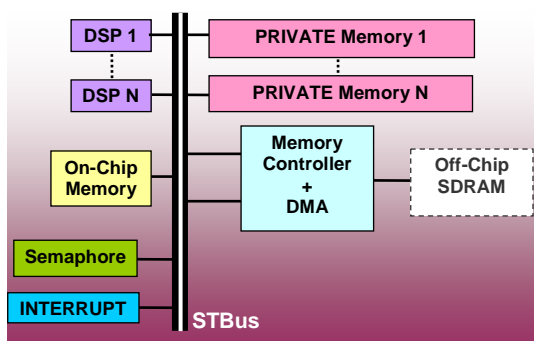 DSP 1
PRIVATE Memory 1
DSP N
PRIVATE Memory N
On-Chip
Memory
Memory
Controller
+
DMA
Off-Chip
SDRAM
Semaphore
INTERRUPT
STBus